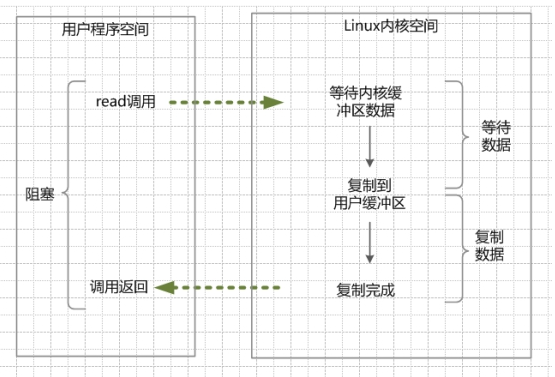 用户程序空间
Linux内核空间
read调用
等待内核缓
冲区数据
等待
数据
阻塞
复制到
用户缓冲区
复制
数据
调用返回
复制完成